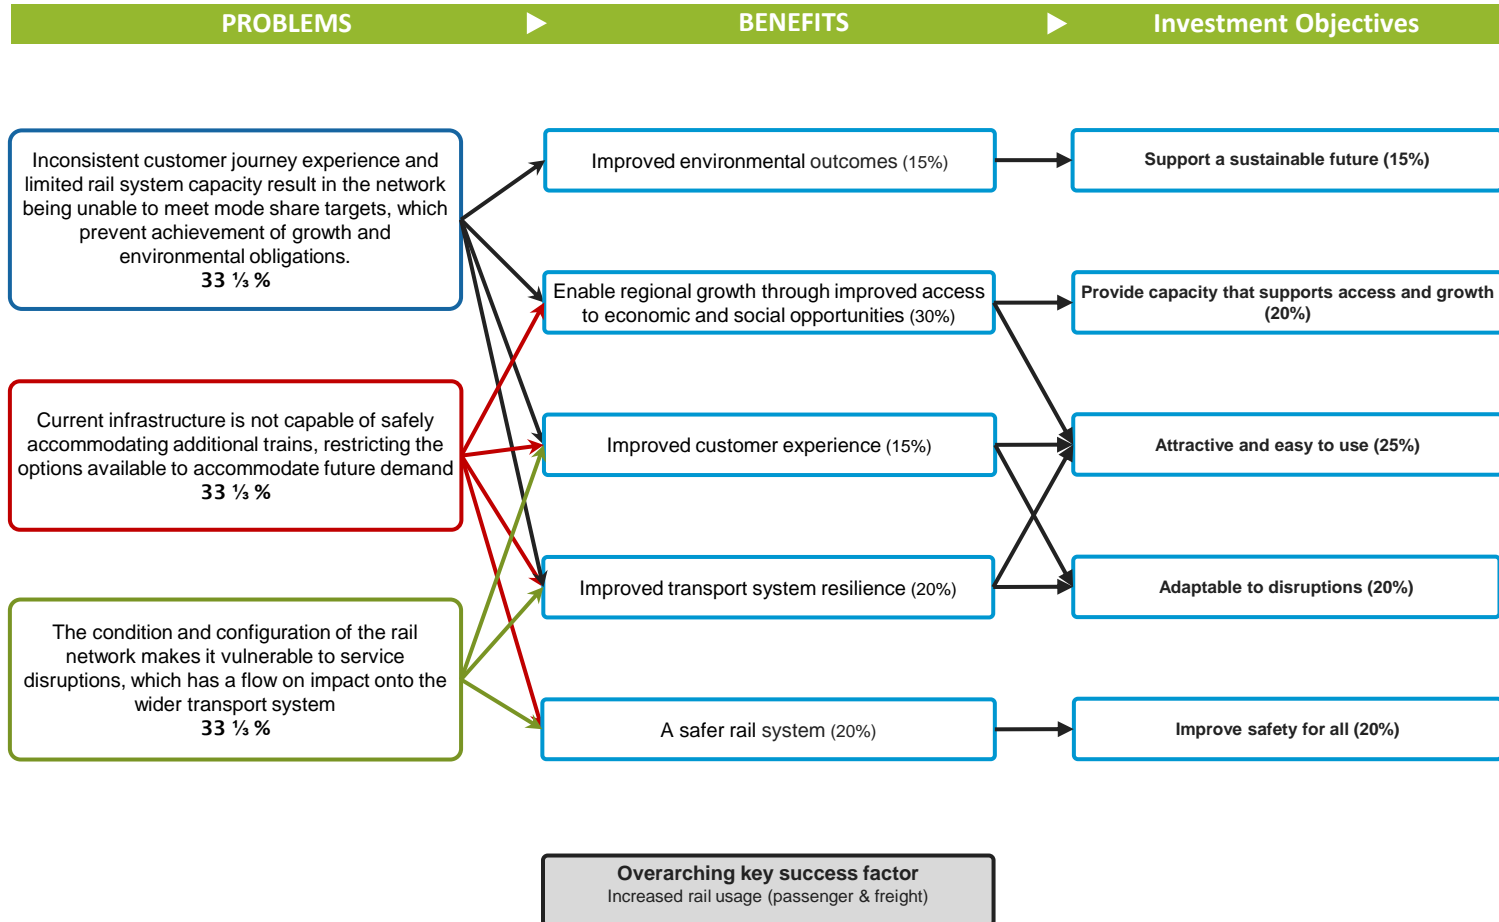 PROBLEMS
BENEFITS
Investment Objectives
Inconsistent customer journey experience and
limited rail system capacity result in the network
being unable to meet mode share targets, which
prevent achievement of growth and
environmental obligations.
33 ⅓ %
Current infrastructure is not capable of safely
accommodating additional trains, restricting the
options available to accommodate future demand
33 ⅓ %
The condition and configuration of the rail
network makes it vulnerable to service
disruptions, which has a flow on impact onto the
wider transport system
33 ⅓ %
Improved environmental outcomes (15%)
Enable regional growth through improved access
to economic and social opportunities (30%)
Improved customer experience (15%)
Improved transport system resilience (20%)
A safer rail system (20%)
Support a sustainable future (15%)
Provide capacity that supports access and growth
(20%)
Attractive and easy to use (25%)
Adaptable to disruptions (20%)
Improve safety for all (20%)
Overarching key success factor
Increased rail usage (passenger & freight)